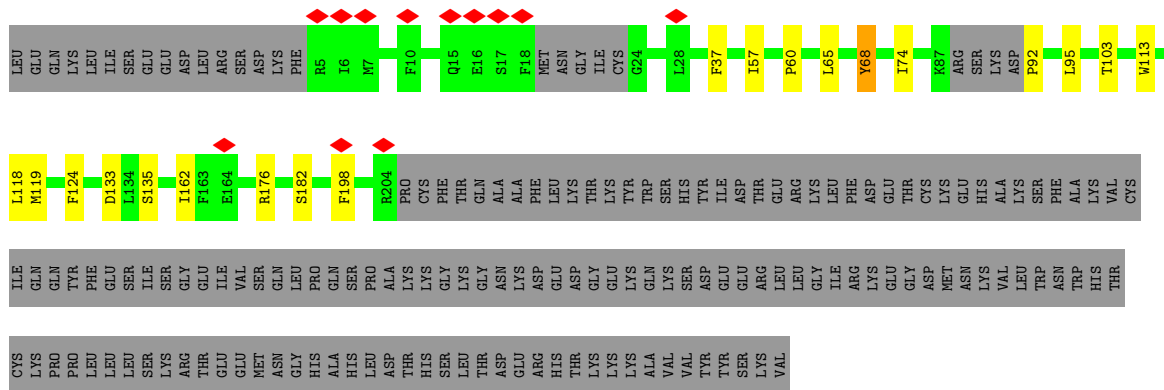 LEU GLU GLN LYS LEU ILE SER GLU GLU ASP LEU ARG SER ASP LYS PHE R5 I6 M7 F10 Q15 E16 S17 F18 MET ASN GLY ILE CYS G24 L28 F37 I57 P60 L65 Y68 I74 K87 ARG SER LYS ASP P92 L95 T103 W113
L118 M119 F124 D133 L134 S135 I162 F163 E164 R176 S182 F198 R204 PRO CYS PHE THR GLN ALA ALA PHE LEU LYS THR LYS TYR TRP SER HIS TYR ILE ASP THR GLU ARG LYS LEU PHE ASP GLU THR CYS LYS GLU HIS ALA LYS SER PHE ALA LYS VAL CYS
ILE GLN GLN TYR PHE GLU SER ILE SER GLY GLU ILE VAL SER GLN LEU PRO GLN SER PRO ALA LYS LYS GLY LYS GLY ASN LYS ASP GLU ASP GLY GLU LYS GLN LYS SER ASP GLU GLU ARG LEU LEU GLY ILE ARG LYS GLU GLY ASP MET ASN LYS VAL LEU TRP ASN TRP HIS THR
CYS LYS PRO PRO LEU LEU LEU SER LYS ARG THR GLU GLU MET ASN GLY HIS ALA HIS LEU ASP THR HIS SER LEU THR ASP GLU ARG HIS THR LYS LYS LYS ALA VAL VAL TYR TYR SER LYS VAL